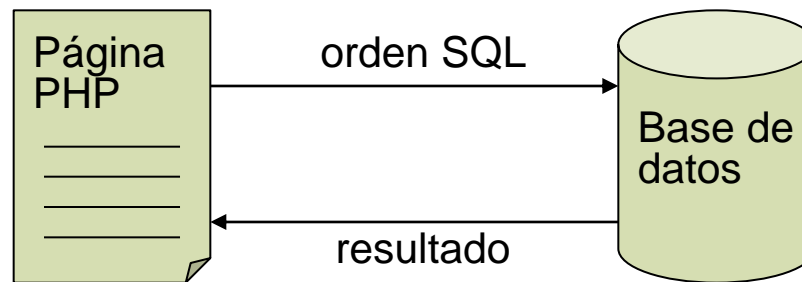 Página
PHP
orden SQL
Base de
datos
resultado